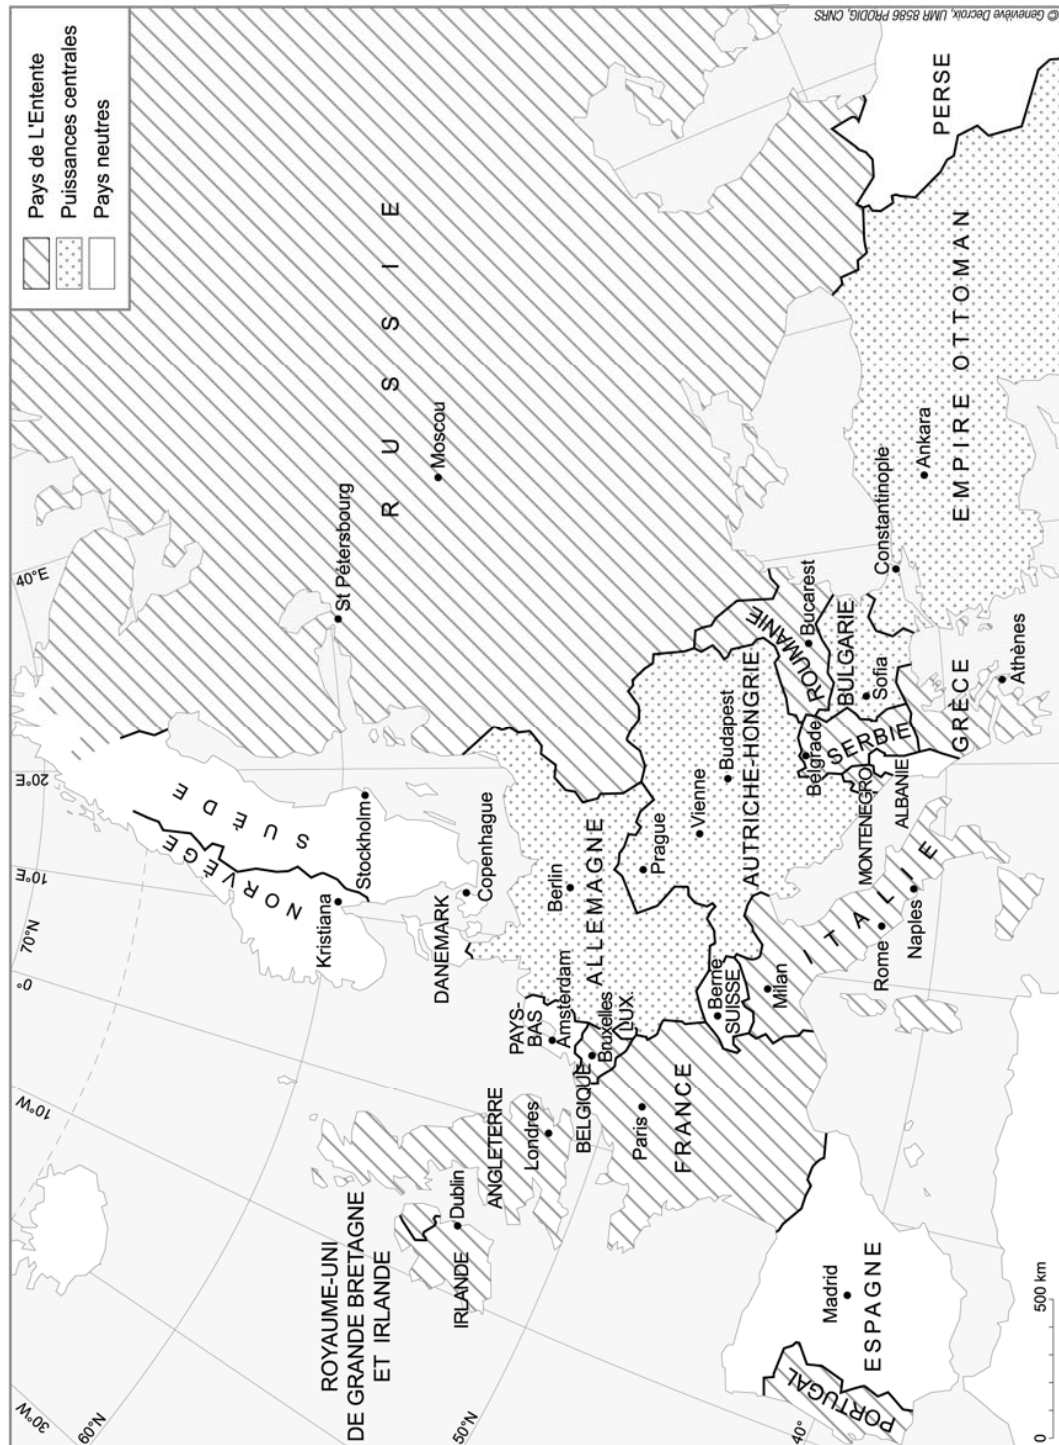 © Geneviève Decroix, UMR 8586 PRODIG, CNRS
Pays de L'Entente
Puissances centrales
Pays neutres
30°W
60°N
10°W
0°
70°N
10°E
20°E
40°E
50°N
40°
ROYAUME-UNI
DE GRANDE BRETAGNE
ET IRLANDE
IRLANDE
Dublin
ANGLETERRE
Londres
NORVÈGE
Kristiana
SUÈDE
Stockholm
DANEMARK
Copenhague
St Pétersbourg
RUSSIE
Moscou
PAYS-
BAS
Amsterdam
BELGIQUE
Bruxelles
LUX.
ALLEMAGNE
Berlin
Prague
Paris
FRANCE
Berne
SUISSE
Vienne
Budapest
AUTRICHE-HONGRIE
Milan
ITALIE
Rome
Naples
ROUMANIE
Bucarest
Belgrade
SERBIE
MONTENEGRO
ALBANIE
BULGARIE
Sofia
GRÈCE
Athènes
Constantinople
Ankara
EMPIRE OTTOMAN
PERSE
PORTUGAL
Madrid
ESPAGNE
0
500 km